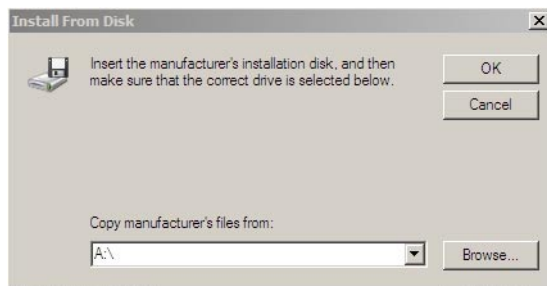 Install From Disk
Insert the manufacturer's installation disk, and then
make sure that the correct drive is selected below.
OK
Cancel
Copy manufacturer's files from:
A:\
Browse...